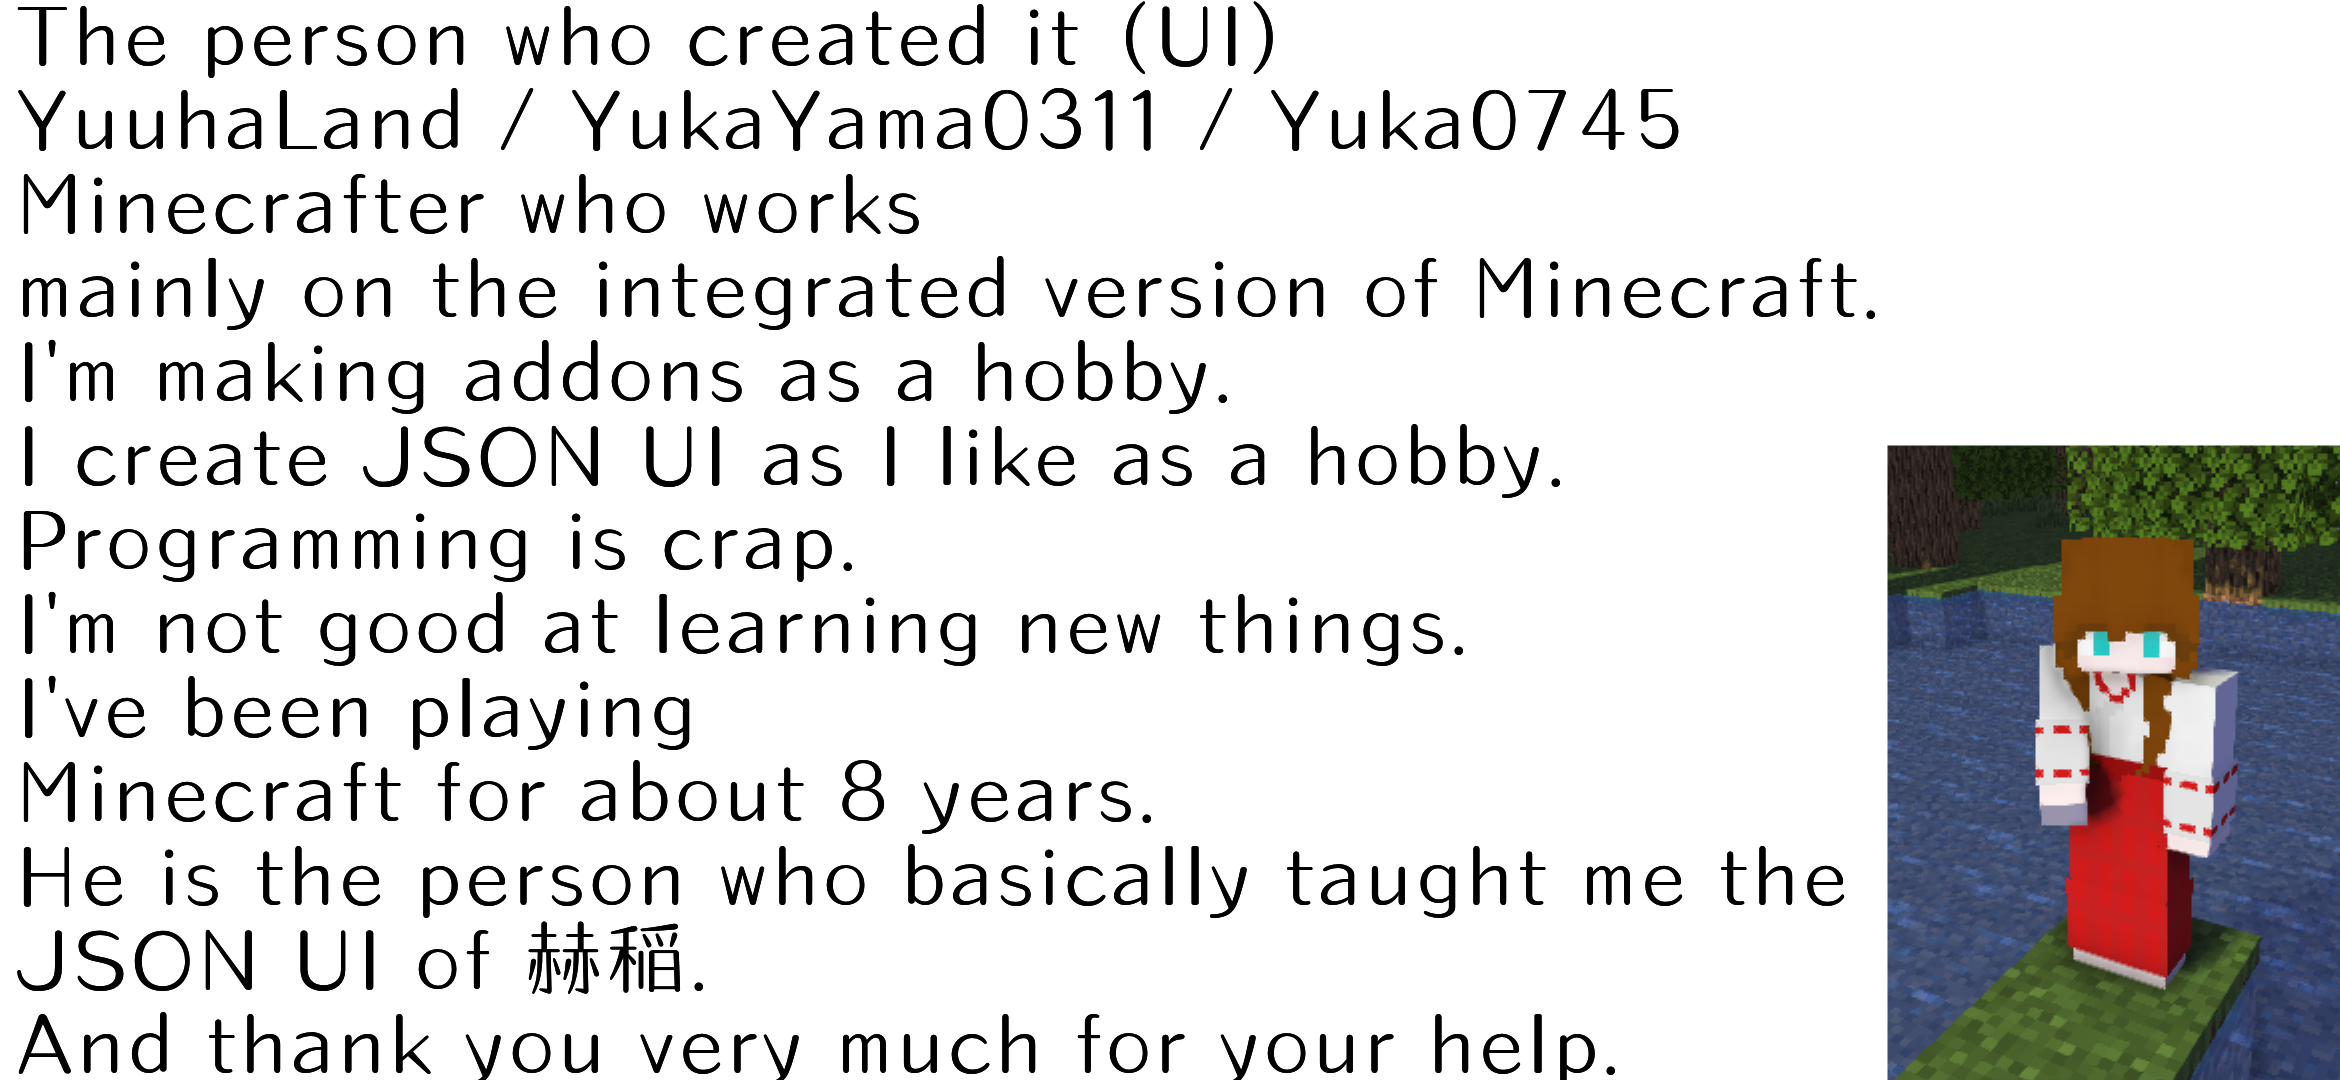 The person who created it (UI)
YuuhaLand / YukaYama0311 / Yuka0745
Minecrafter who works
mainly on the integrated version of Minecraft.
I'm making addons as a hobby.
I create JSON UI as I like as a hobby.
Programming is crap.
I'm not good at learning new things.
I've been playing
Minecraft for about 8 years.
He is the person who basically taught me the
JSON UI of 赫稲.
And thank you very much for your help.